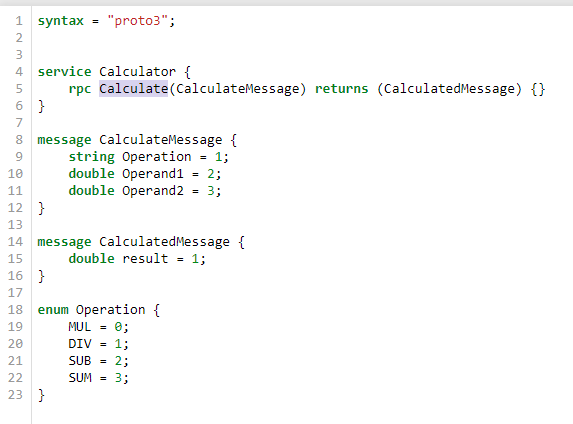 1 syntax = "proto3";
2
3
4 service Calculator {
5     rpc Calculate(CalculateMessage) returns (CalculatedMessage) {}
6 }
7
8 message CalculateMessage {
9     string Operation = 1;
10     double Operand1 = 2;
11     double Operand2 = 3;
12 }
13
14 message CalculatedMessage {
15     double result = 1;
16 }
17
18 enum Operation {
19     MUL = 0;
20     DIV = 1;
21     SUB = 2;
22     SUM = 3;
23 }